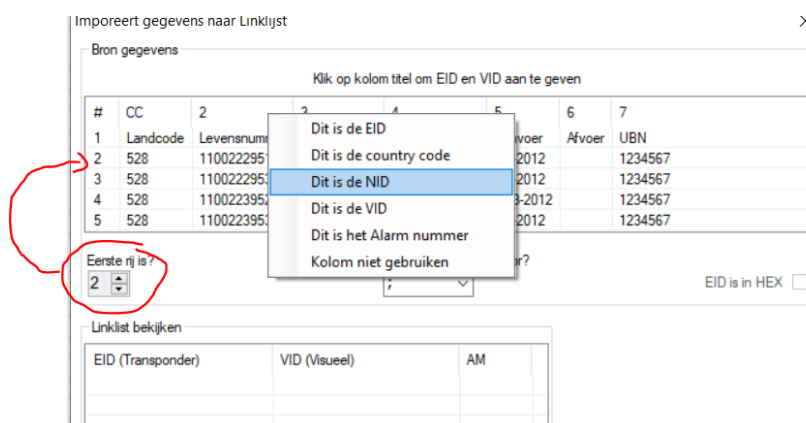 Imporeert gegevens naar Linklijst
Bron gegevens
Klik op kolom titel om EID en VID aan te geven
# CC 2 3 4 5 6 7
1 Landcode Levensnum voer Afvoer UBN
2 528 1100222951 -2012 1234567
3 528 110022295 -2012 1234567
4 528 110022395 -2012 1234567
5 528 110022395 2012 1234567
Dit is de EID
Dit is de country code
Dit is de NID
Dit is de VID
Dit is het Alarm nummer
Kolom niet gebruiken
Eerste rij is? r?
2 ; EID is in HEX
Linklist bekijken
EID (Transponder) VID (Visueel) AM